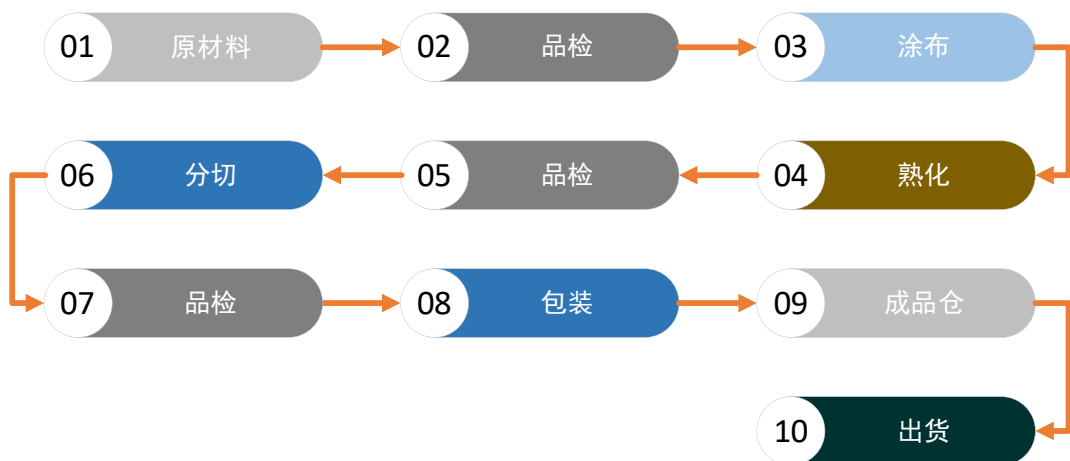 01 原材料
02 品检
03 涂布
04 熟化
05 品检
06 分切
07 品检
08 包装
09 成品仓
10 出货